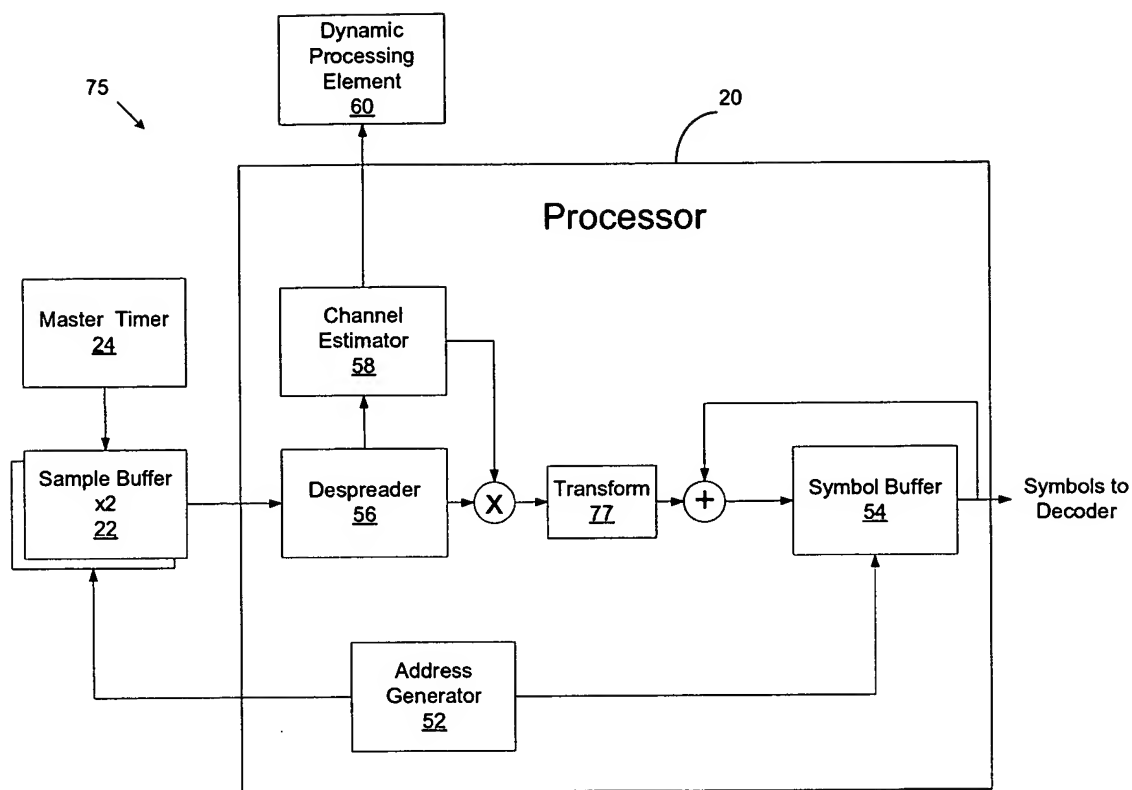 Dynamic
Processing
Element
60
75
20
Processor
Master Timer
24
Channel
Estimator
58
Sample Buffer
x2
22
Despreader
56
X
Transform
77
+
Symbol Buffer
54
Symbols to
Decoder
Address
Generator
52